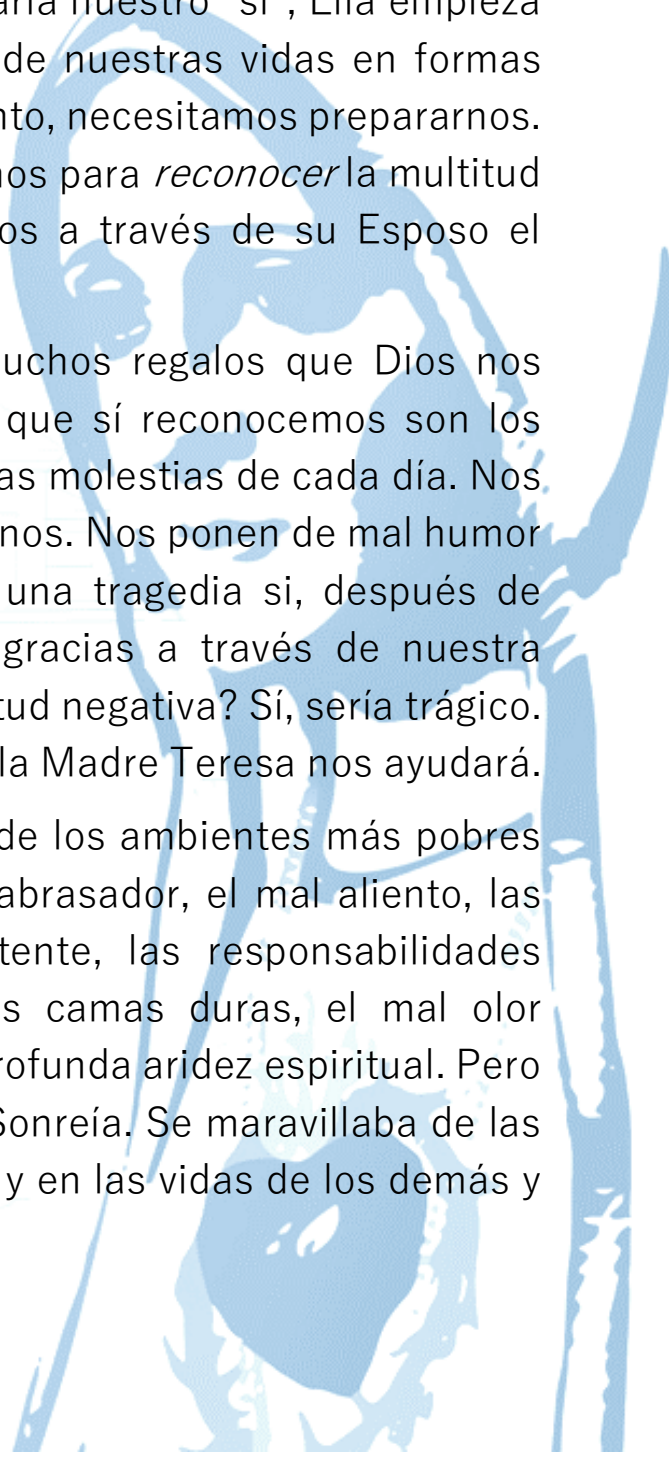 nuestro "sí", Ella empieza
de nuestras vidas en formas
necesitamos prepararnos.
para reconocer la multitud
os a través de su Esposo el
uchos regalos que Dios nos
que sí reconocemos son los
as molestias de cada día. Nos
nos. Nos ponen de mal humor
una tragedia si, después de
gracias a través de nuestra
tud negativa? Sí, sería trágico.
la Madre Teresa nos ayudará.
de los ambientes más pobres
abrasador, el mal aliento, las
tente, las responsabilidades
s camas duras, el mal olor
rofunda aridez espiritual. Pero
Sonreía. Se maravillaba de las
y en las vidas de los demás y